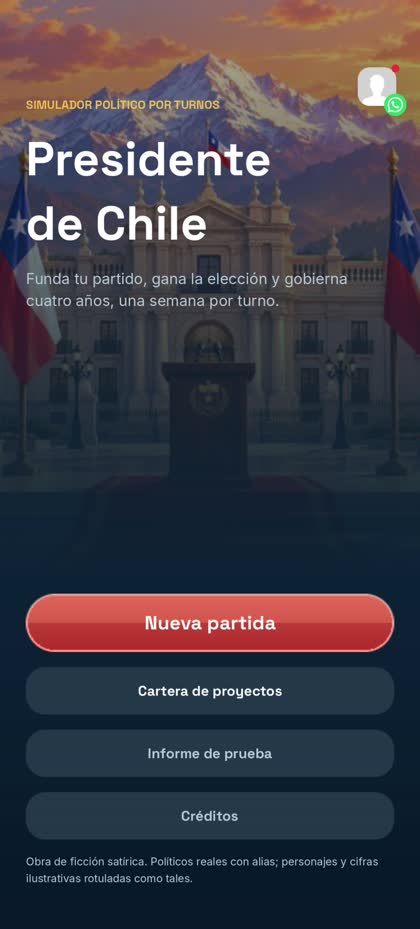 SIMULADOR POLÍTICO POR TURNOS
Presidente
de Chile
Funda tu partido, gana la elección y gobierna
cuatro años, una semana por turno.
Nueva partida
Cartera de proyectos
Informe de prueba
Créditos
Obra de ficción satírica. Políticos reales con alias; personajes y cifras
ilustrativas rotuladas como tales.